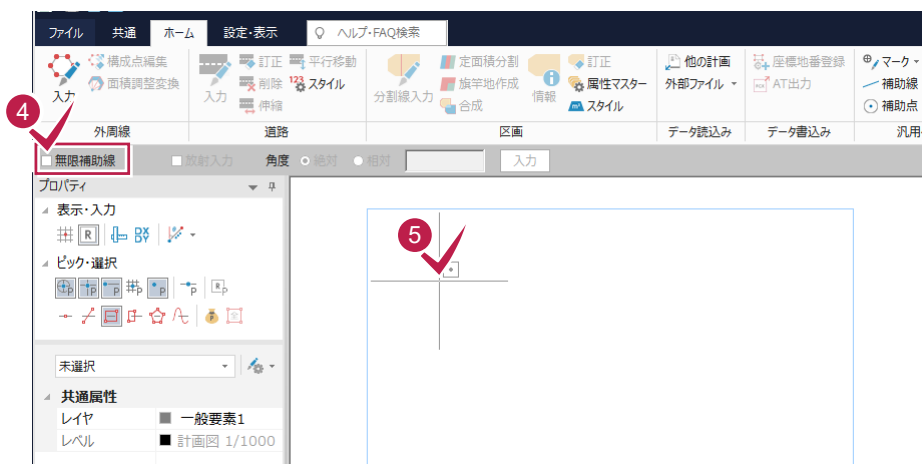 ファイル 共通 ホーム 設定・表示 ヘルプ・FAQ検索
構成点編集 訂正 平行移動 定面積分割 訂正 他の計画 座標地番登録 マーク
面積調整変換 削除 123 スタイル 旗竿地作成 属性マスター 外部ファイル AT出力 補助線
入力 入力 伸縮 分割線入力 合成 情報 スタイル 補助点
外周線 道路 区画 データ読込み データ書込み 汎用
4
無限補助線 放射入力 角度 絶対 相対 入力
プロパティ
表示・入力
R
5
ピック・選択
未選択
共通属性
レイヤ 一般要素1
レベル 計画図 1/1000